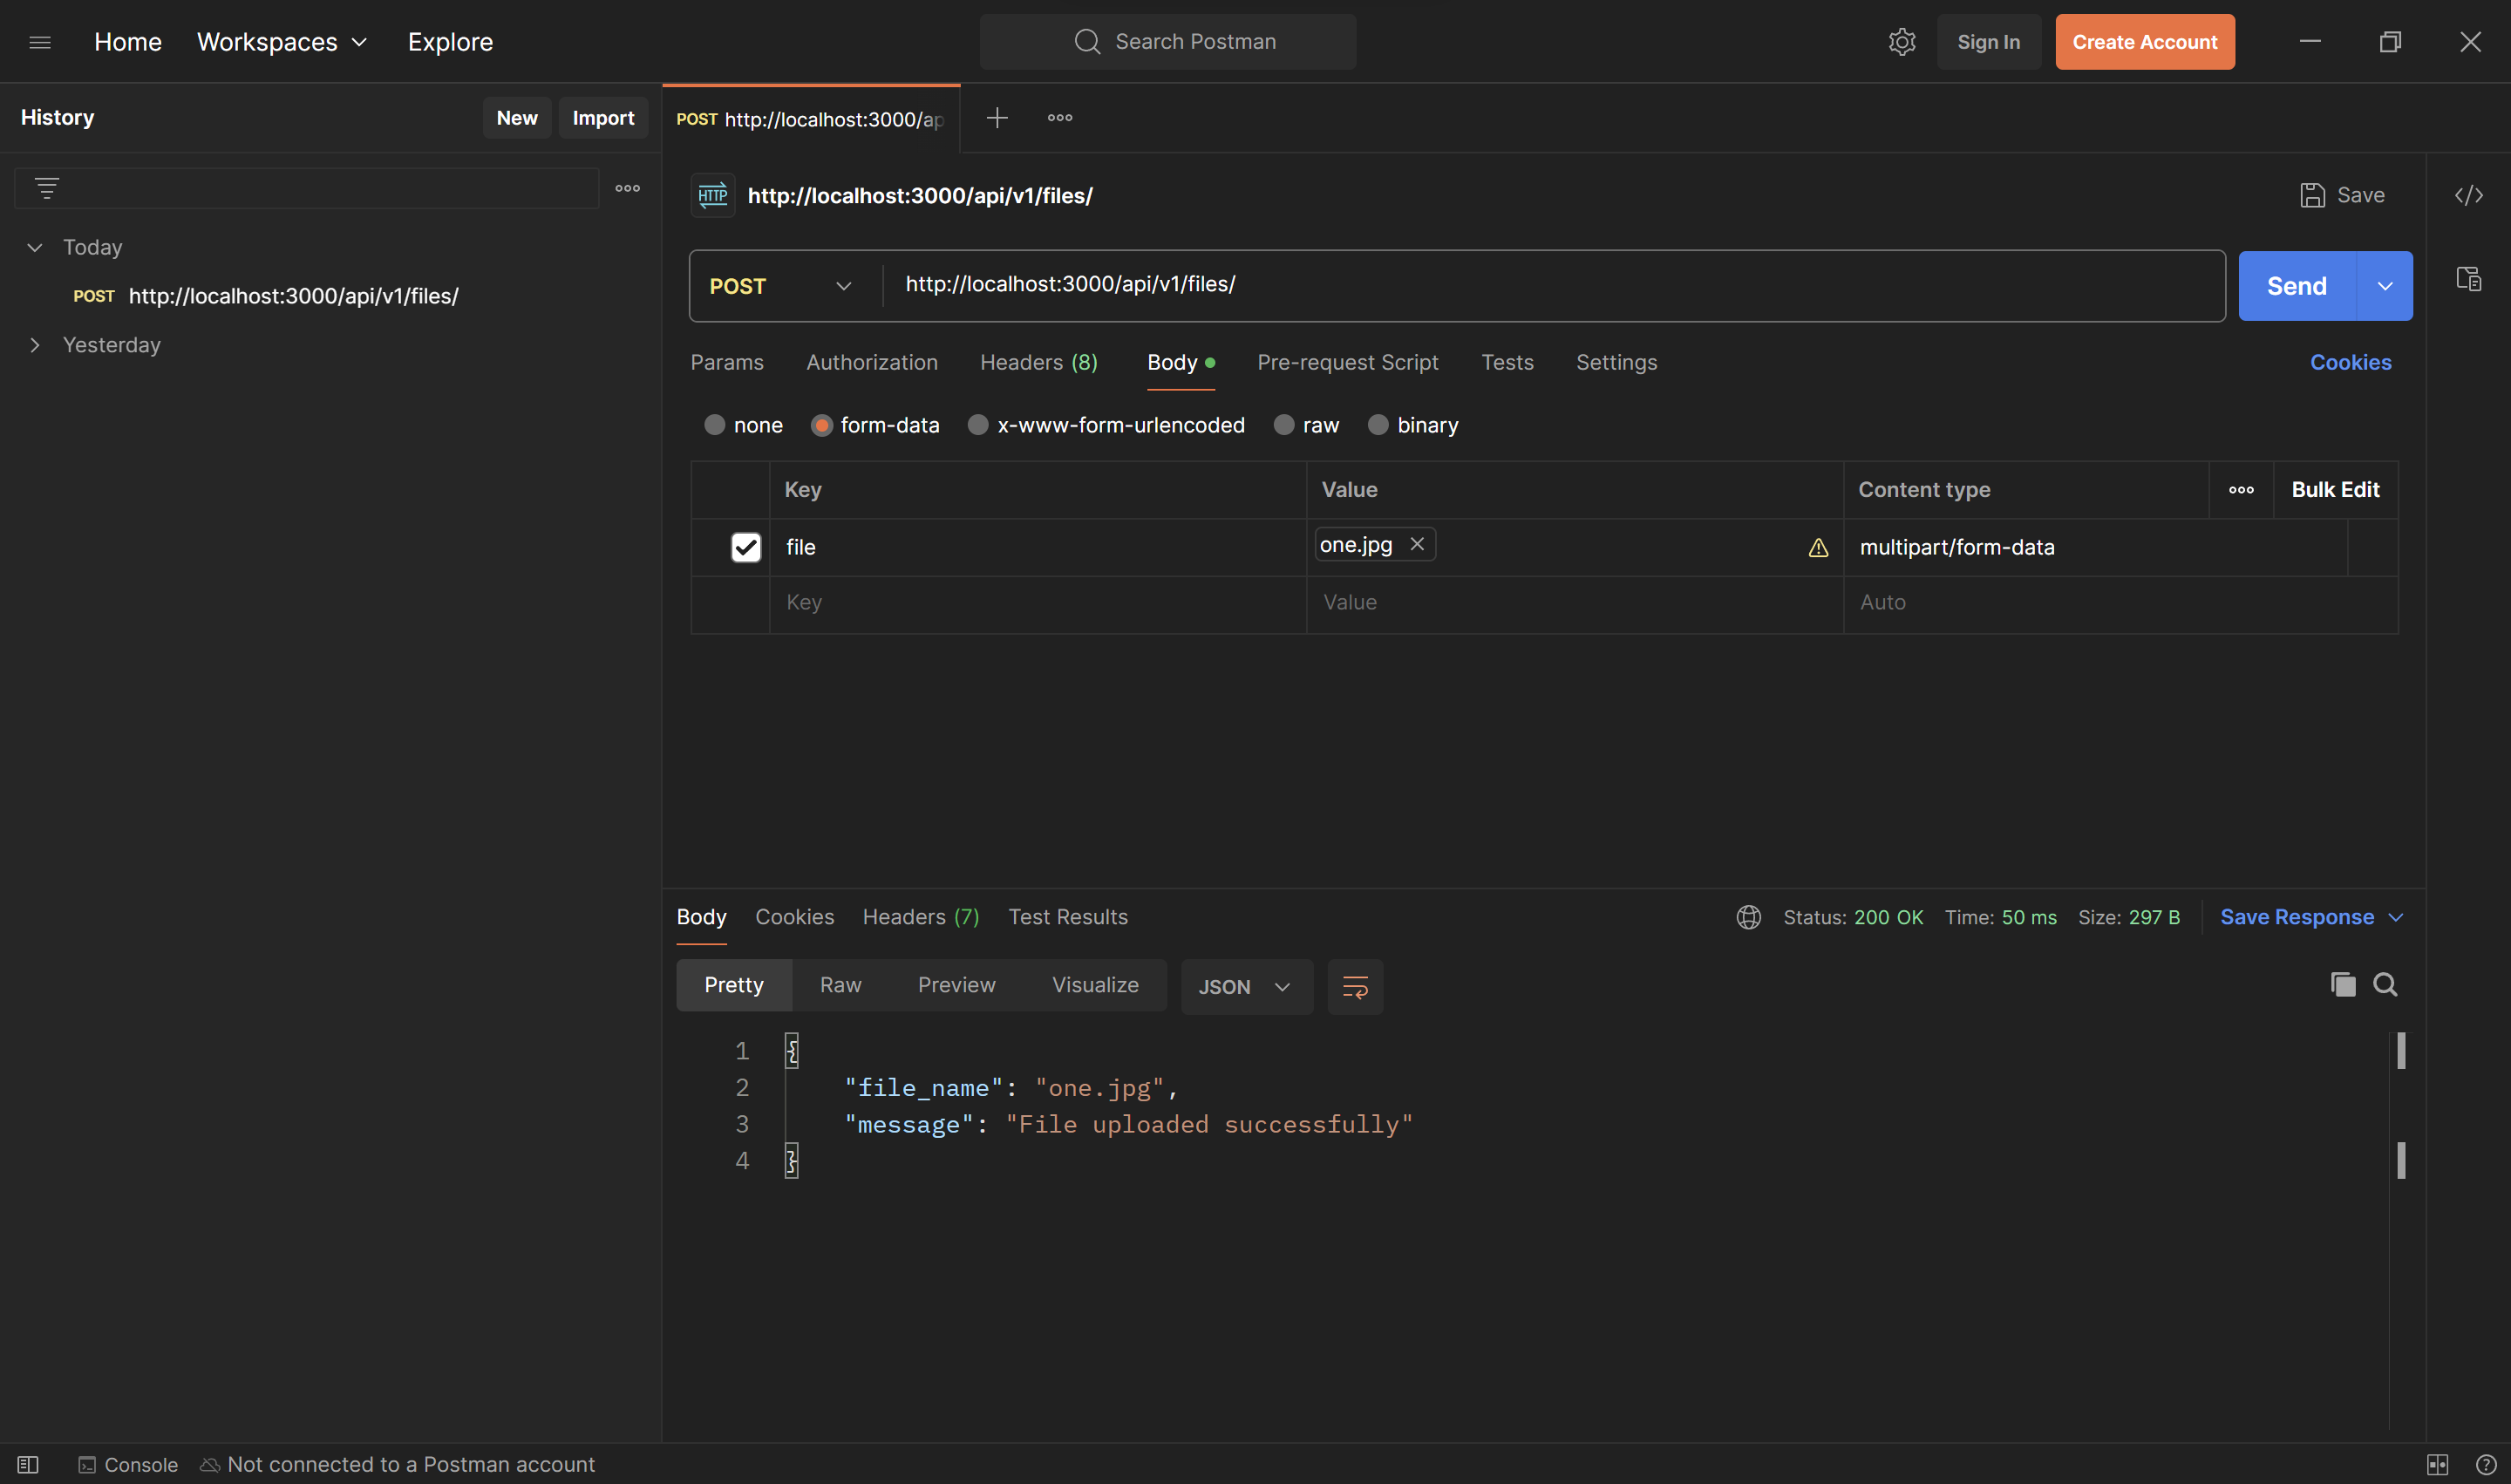 Home Workspaces Explore Search Postman Sign In Create Account
History New Import POST http://localhost:3000/ap
HTTP http://localhost:3000/api/v1/files/ Save
Today
POST http://localhost:3000/api/v1/files/
Yesterday
POST http://localhost:3000/api/v1/files/ Send
Params Authorization Headers (8) Body Pre-request Script Tests Settings Cookies
none form-data x-www-form-urlencoded raw binary
Key Value Content type Bulk Edit
file one.jpg multipart/form-data
Key Value Auto
Body Cookies Headers (7) Test Results Status: 200 OK Time: 50 ms Size: 297 B Save Response
Pretty Raw Preview Visualize JSON
1 {
2 "file_name": "one.jpg",
3 "message": "File uploaded successfully"
4 }
Console Not connected to a Postman account